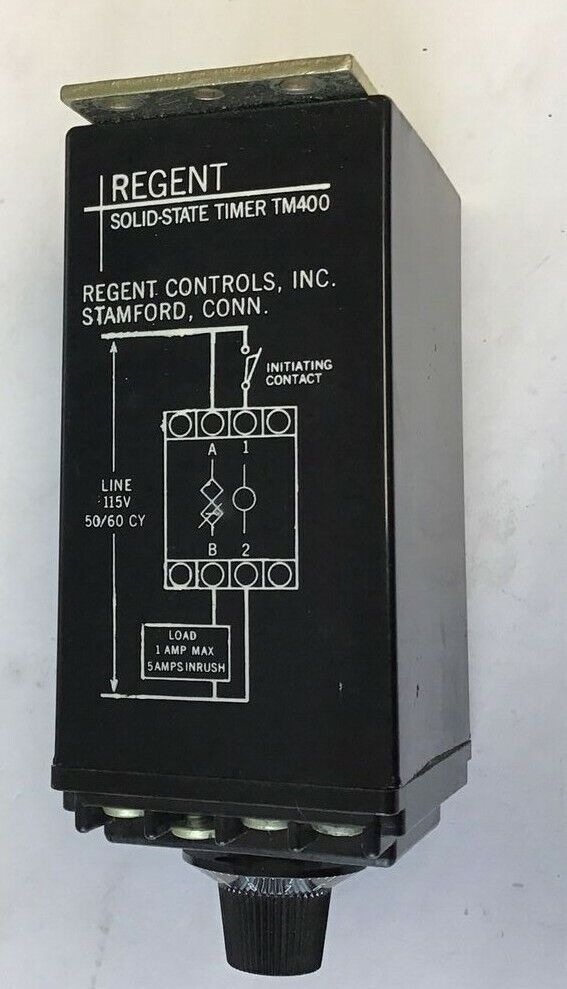 REGENT
SOLID-STATE TIMER TM400
REGENT CONTROLS, INC.
STAMFORD, CONN.
INITIATING
CONTACT
A 1
LINE
115V
50/60 CY
B 2
LOAD
1 AMP MAX
5 AMPS INRUSH